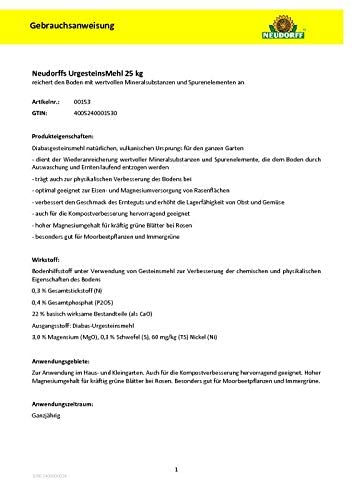 Gebrauchsanweisung
NEUDORFF
Neudorffs UrgesteinsMehl 25 kg
reichert den Boden mit wertvollen Mineralsubstanzen und Spurenelementen an.
Artikelnr.: 00153
GTIN: 4005240001530
Produkteigenschaften:
Diabasgesteinsmehl natürlichen, vulkanischen Ursprungs für den ganzen Garten
- dient der Wiederanreicherung wertvoller Mineralsubstanzen und Spurenelemente, die dem Boden durch
Auswaschung und Ernten laufend entzogen werden
- trägt auch zur physikalischen Verbesserung des Bodens bei
- optimal geeignet zur Eisen- und Magnesiumversorgung von Rasenflächen
- verbessert den Geschmack des Ernteguts und erhöht die Lagerfähigkeit von Obst und Gemüse
- auch für die Kompostverbesserung hervorragend geeignet
- hoher Magnesiumgehalt für kräftig grüne Blätter bei Rosen
- besonders gut für Moorbeetpflanzen und Immergrüne
Wirkstoff:
Bodenhilfsstoff unter Verwendung von Gesteinsmehl zur Verbesserung der chemischen und physikalischen
Eigenschaften des Bodens
0,3 % Gesamtstickstoff (N)
0,4 % Gesamtphosphat (P2O5)
22 % basisch wirksame Bestandteile (als CaO)
Ausgangsstoff: Diabas-Urgesteinsmehl
3,0 % Magensium (MgO), 0,3 % Schwefel (S), 60 mg/kg (TS) Nickel (Ni)
Anwendungsgebiete:
Zur Anwendung im Haus- und Kleingarten. Auch für die Kompostverbesserung hervorragend geeignet. Hoher
Magnesiumgehalt für kräftig grüne Blätter bei Rosen. Besonders gut für Moorbeetpflanzen und Immergrüne.
Anwendungszeitraum:
Ganzjährig
1